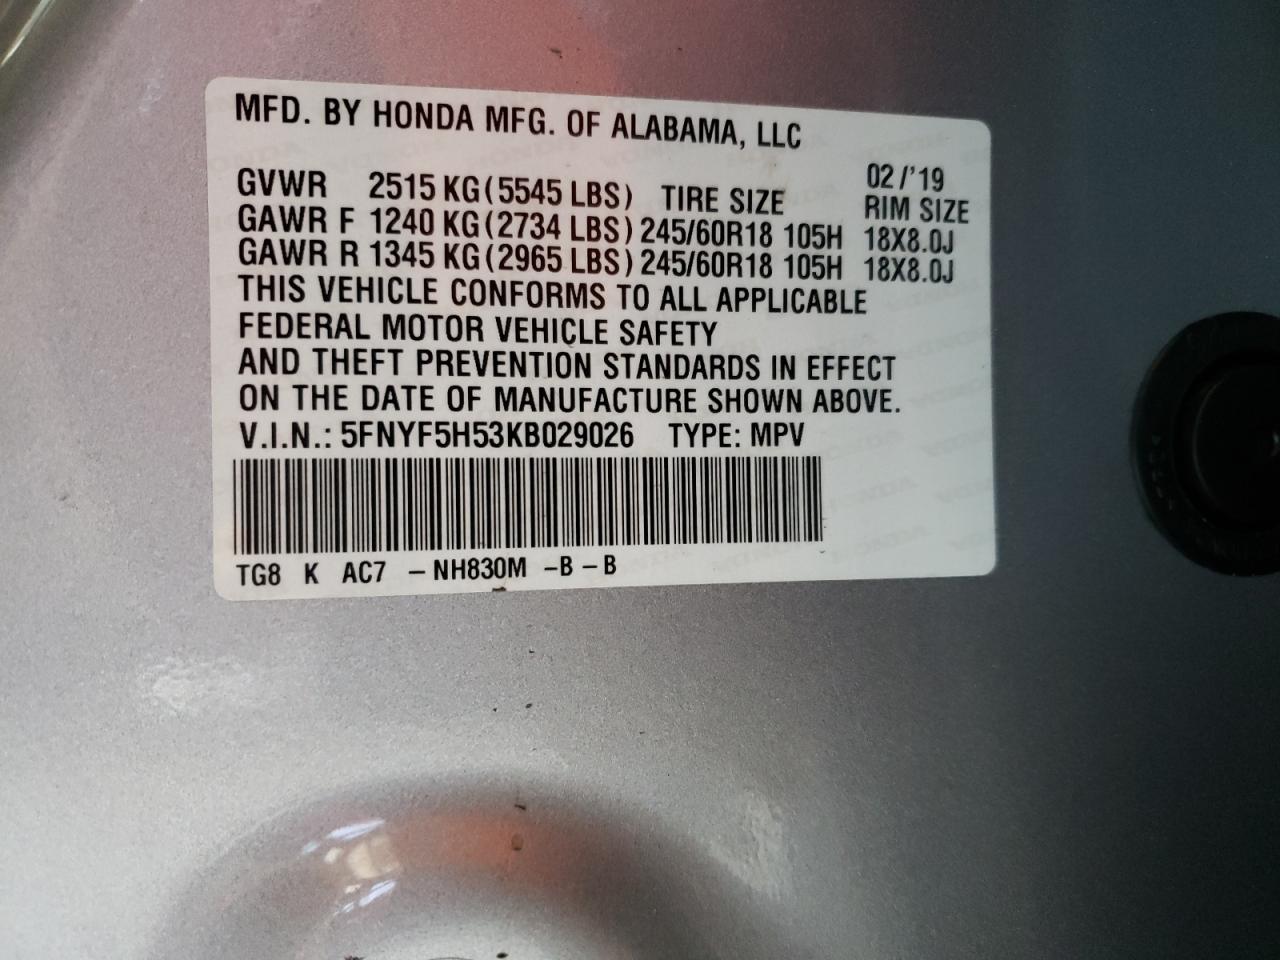 MFD. BY HONDA MFG. OF ALABAMA, LLC
02/'19
GVWR 2515 KG (5545 LBS) TIRE SIZE RIM SIZE
GAWR F 1240 KG (2734 LBS) 245/60R18 105H 18X8.0J
GAWR R 1345 KG (2965 LBS) 245/60R18 105H 18X8.0J
THIS VEHICLE CONFORMS TO ALL APPLICABLE
FEDERAL MOTOR VEHICLE SAFETY
AND THEFT PREVENTION STANDARDS IN EFFECT
ON THE DATE OF MANUFACTURE SHOWN ABOVE.
V.I.N.: 5FNYF5H53KB029026 TYPE: MPV
TG8 K AC7 -NH830M -B-B